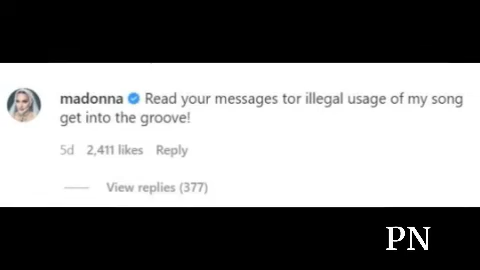 madonna Read your messages tor illegal usage of my song
get into the groove!
5d 2,411 likes Reply
View replies (377)
PN